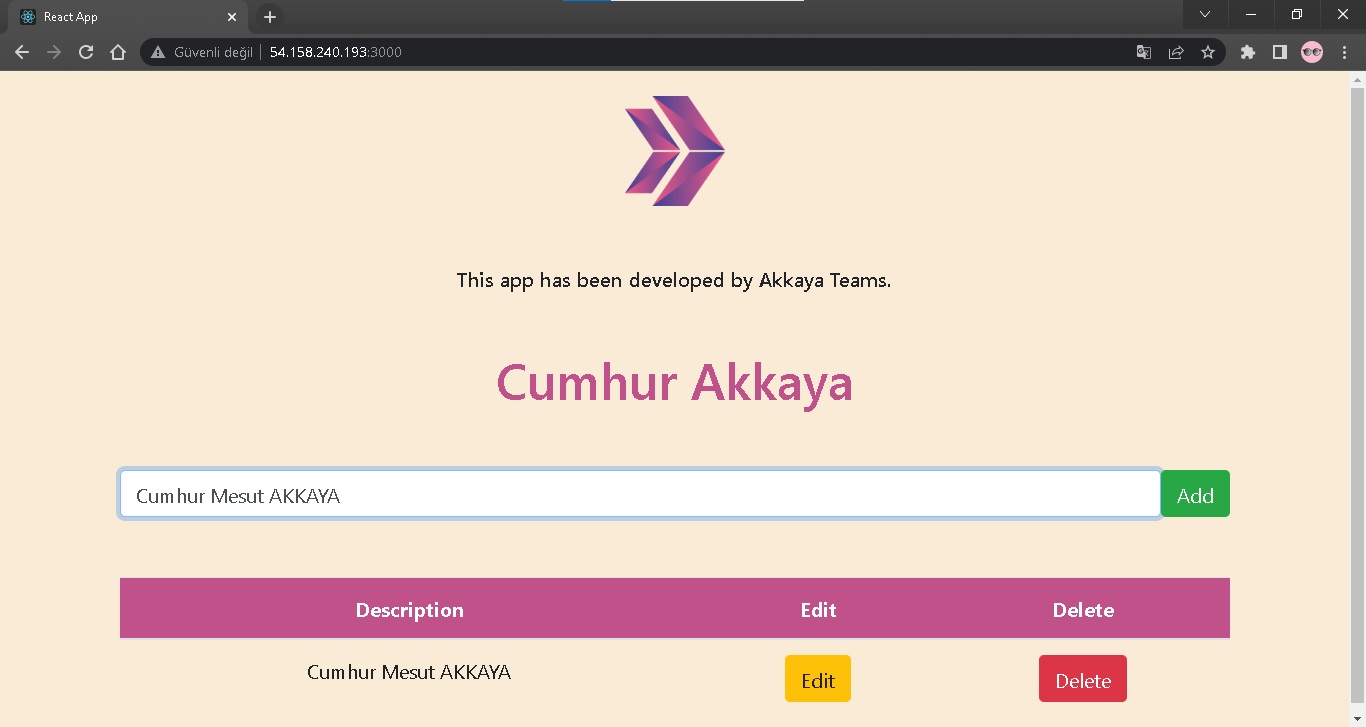 React App
Güvenli değil 54.158.240.193:3000
This app has been developed by Akkaya Teams.
Cumhur Akkaya
Cumhur Mesut AKKAYA Add
Description Edit Delete
Cumhur Mesut AKKAYA Edit Delete